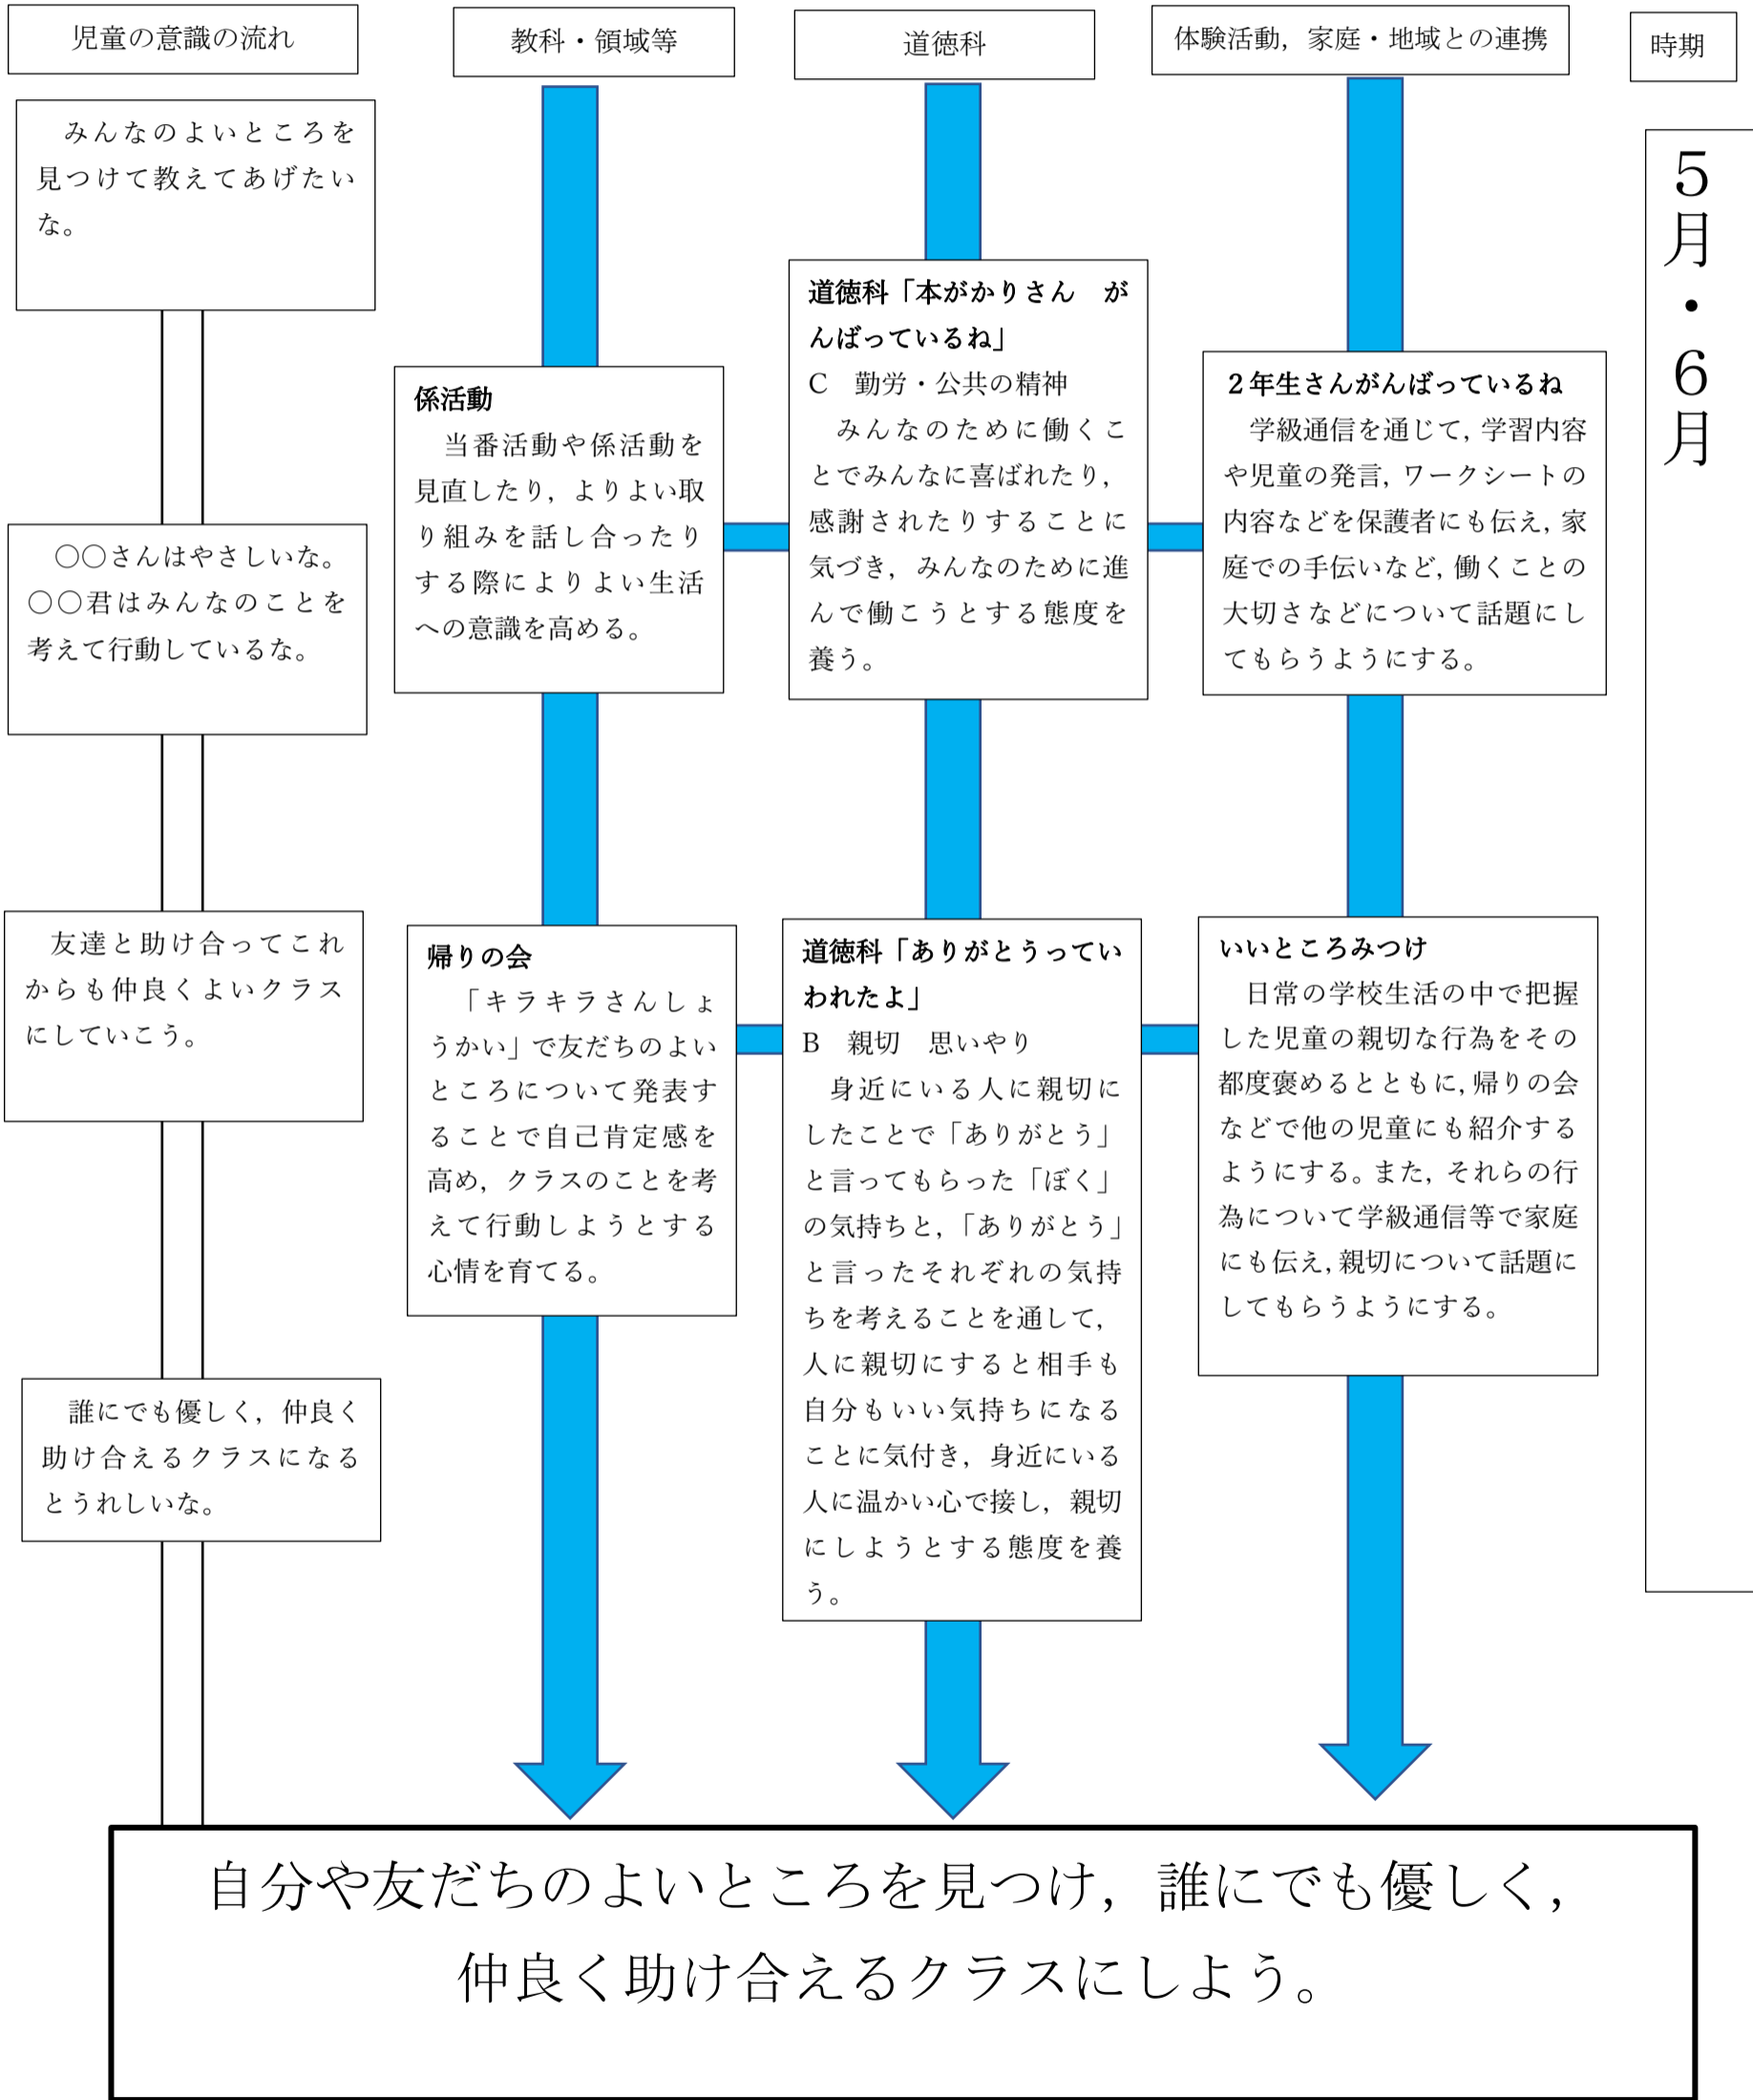 児童の意識の流れ
教科・領域等
道徳科
体験活動，家庭・地域との連携
時期
みんなのよいところを
見つけて教えてあげたい
な。
〇〇さんはやさしいな。
〇〇君はみんなのことを
考えて行動しているな。
友達と助け合ってこれ
からも仲良くよいクラス
にしていこう。
誰にでも優しく，仲良く
助け合えるクラスになる
とうれしいな。
係活動
当番活動や係活動を
見直したり，よりよい取
り組みを話し合ったり
する際によりよい生活
への意識を高める。
帰りの会
「キラキラさんしょ
うかい」で友だちのよい
ところについて発表す
ることで自己肯定感を
高め，クラスのことを考
えて行動しようとする
心情を育てる。
道徳科「本がかりさん　が
んばっているね」
C　勤労・公共の精神
みんなのために働くこ
とでみんなに喜ばれたり，
感謝されたりすることに
気づき，みんなのために進
んで働こうとする態度を
養う。
道徳科「ありがとうってい
われたよ」
B　親切　思いやり
身近にいる人に親切に
したことで「ありがとう」
と言ってもらった「ぼく」
の気持ちと，「ありがとう」
と言ったそれぞれの気持
ちを考えることを通して，
人に親切にすると相手も
自分もいい気持ちになる
ことに気付き，身近にいる
人に温かい心で接し，親切
にしようとする態度を養
う。
２年生さんがんばっているね
学級通信を通じて，学習内容
や児童の発言，ワークシートの
内容などを保護者にも伝え，家
庭での手伝いなど，働くことの
大切さなどについて話題にし
てもらうようにする。
いいところみつけ
日常の学校生活の中で把握
した児童の親切な行為をその
都度褒めるとともに，帰りの会
などで他の児童にも紹介する
ようにする。また，それらの行
為について学級通信等で家庭
にも伝え，親切について話題に
してもらうようにする。
５月・６月
自分や友だちのよいところを見つけ，誰にでも優しく，
仲良く助け合えるクラスにしよう。